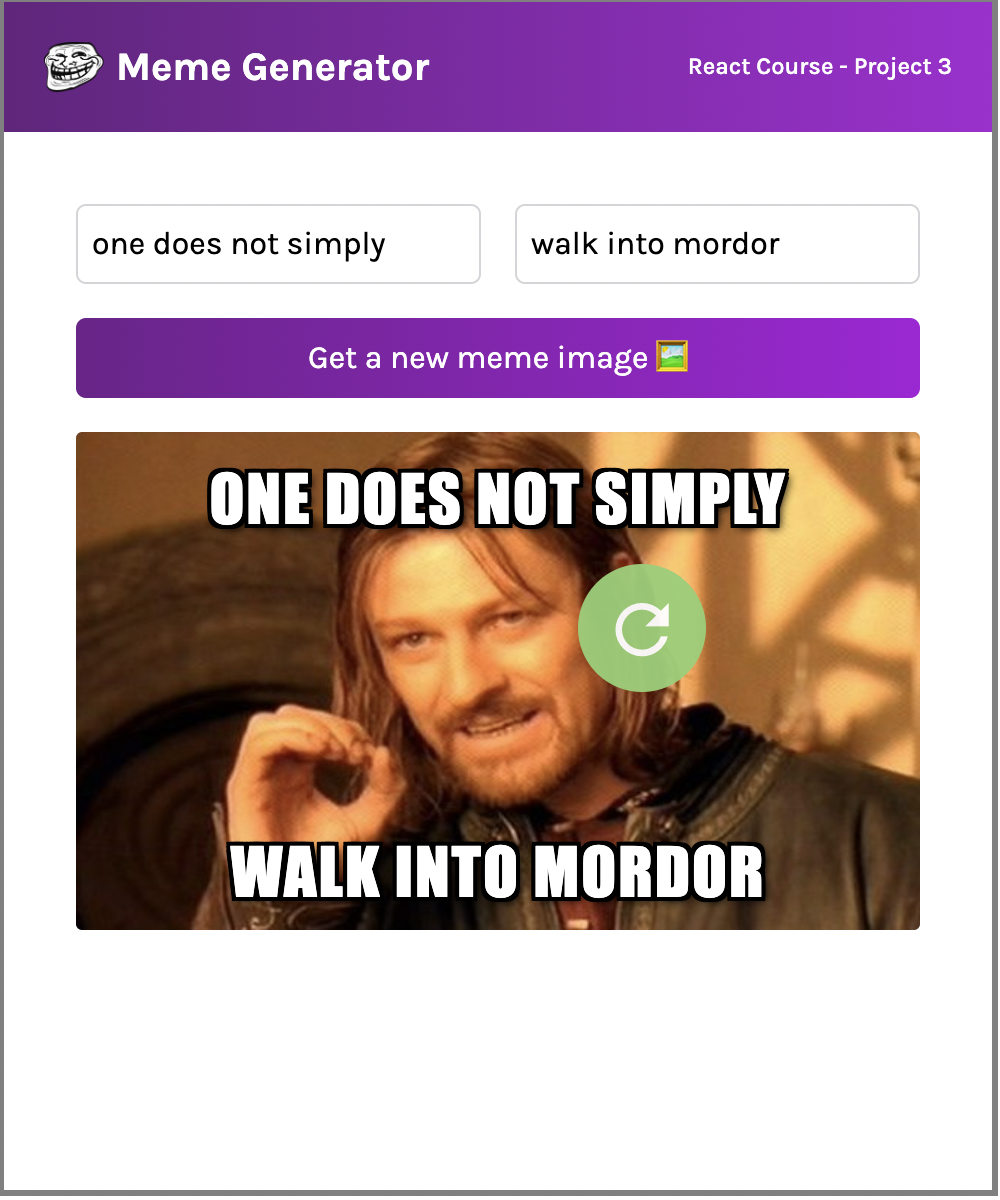 Meme Generator
React Course - Project 3
one does not simply
walk into mordor
Get a new meme image 🖼️
ONE DOES NOT SIMPLY
WALK INTO MORDOR